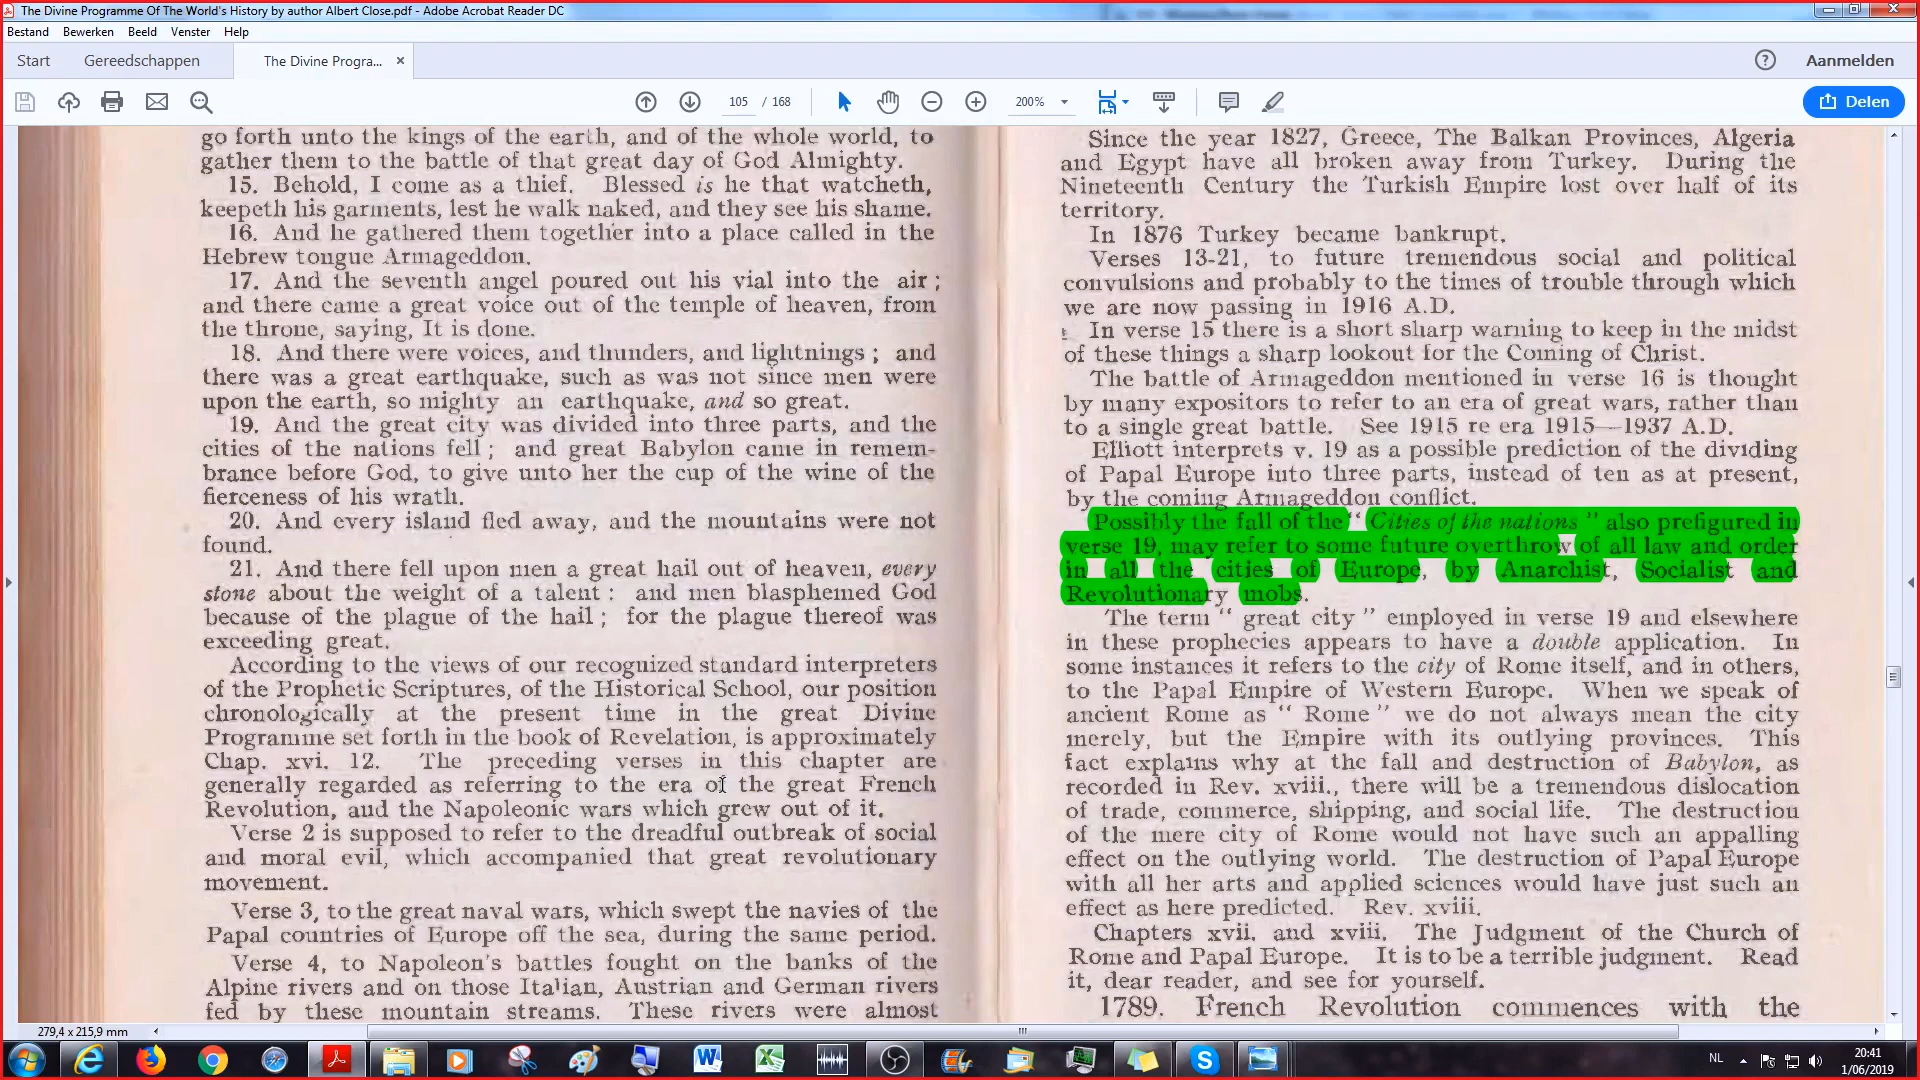 The Divine Programme Of The World's History by author Albert Close.pdf - Adobe Acrobat Reader DC
Bestand Bewerken Beeld Venster Help
Start Gereedschappen The Divine Progra... Aanmelden
105 / 168 200% Delen
go forth unto the kings of the earth, and of the whole world, to
gather them to the battle of that great day of God Almighty.
15. Behold, I come as a thief. Blessed is he that watcheth,
keepeth his garments, lest he walk naked, and they see his shame.
16. And he gathered them together into a place called in the
Hebrew tongue Armageddon.
17. And the seventh angel poured out his vial into the air ;
and there came a great voice out of the temple of heaven, from
the throne, saying, It is done.
18. And there were voices, and thunders, and lightnings ; and
there was a great earthquake, such as was not since men were
upon the earth, so mighty an earthquake, and so great.
19. And the great city was divided into three parts, and the
cities of the nations fell ; and great Babylon came in remem-
brance before God, to give unto her the cup of the wine of the
fierceness of his wrath.
20. And every island fled away, and the mountains were not
found.
21. And there fell upon men a great hail out of heaven, every
stone about the weight of a talent : and men blasphemed God
because of the plague of the hail ; for the plague thereof was
exceeding great.
According to the views of our recognized standard interpreters
of the Prophetic Scriptures, of the Historical School, our position
chronologically at the present time in the great Divine
Programme set forth in the book of Revelation, is approximately
Chap. xvi. 12. The preceding verses in this chapter are
generally regarded as referring to the era of the great French
Revolution, and the Napoleonic wars which grew out of it.
Verse 2 is supposed to refer to the dreadful outbreak of social
and moral evil, which accompanied that great revolutionary
movement.
Verse 3, to the great naval wars, which swept the navies of the
Papal countries of Europe off the sea, during the same period.
Verse 4, to Napoleon's battles fought on the banks of the
Alpine rivers and on those Italian, Austrian and German rivers
fed by these mountain streams. These rivers were almost
Since the year 1827, Greece, The Balkan Provinces, Algeria
and Egypt have all broken away from Turkey. During the
Nineteenth Century the Turkish Empire lost over half of its
territory.
In 1876 Turkey became bankrupt.
Verses 13-21, to future tremendous social and political
convulsions and probably to the times of trouble through which
we are now passing in 1916 A.D.
In verse 15 there is a short sharp warning to keep in the midst
of these things a sharp lookout for the Coming of Christ.
The battle of Armageddon mentioned in verse 16 is thought
by many expositors to refer to an era of great wars, rather than
to a single great battle. See 1915 re era 1915—1937 A.D.
Elliott interprets v. 19 as a possible prediction of the dividing
of Papal Europe into three parts, instead of ten as at present,
by the coming Armageddon conflict.
Possibly the fall of the " Cities of the nations " also prefigured in
verse 19, may refer to some future overthrow of all law and order
in all the cities of Europe, by Anarchist, Socialist and
Revolutionary mobs.
The term " great city " employed in verse 19 and elsewhere
in these prophecies appears to have a double application. In
some instances it refers to the city of Rome itself, and in others,
to the Papal Empire of Western Europe. When we speak of
ancient Rome as " Rome " we do not always mean the city
merely, but the Empire with its outlying provinces. This
fact explains why at the fall and destruction of Babylon, as
recorded in Rev. xviii., there will be a tremendous dislocation
of trade, commerce, shipping, and social life. The destruction
of the mere city of Rome would not have such an appalling
effect on the outlying world. The destruction of Papal Europe
with all her arts and applied sciences would have just such an
effect as here predicted. Rev. xviii.
Chapters xvii. and xviii. The Judgment of the Church of
Rome and Papal Europe. It is to be a terrible judgment. Read
it, dear reader, and see for yourself.
1789. French Revolution commences with the
279,4 x 215,9 mm
NL 20:41
1/06/2019